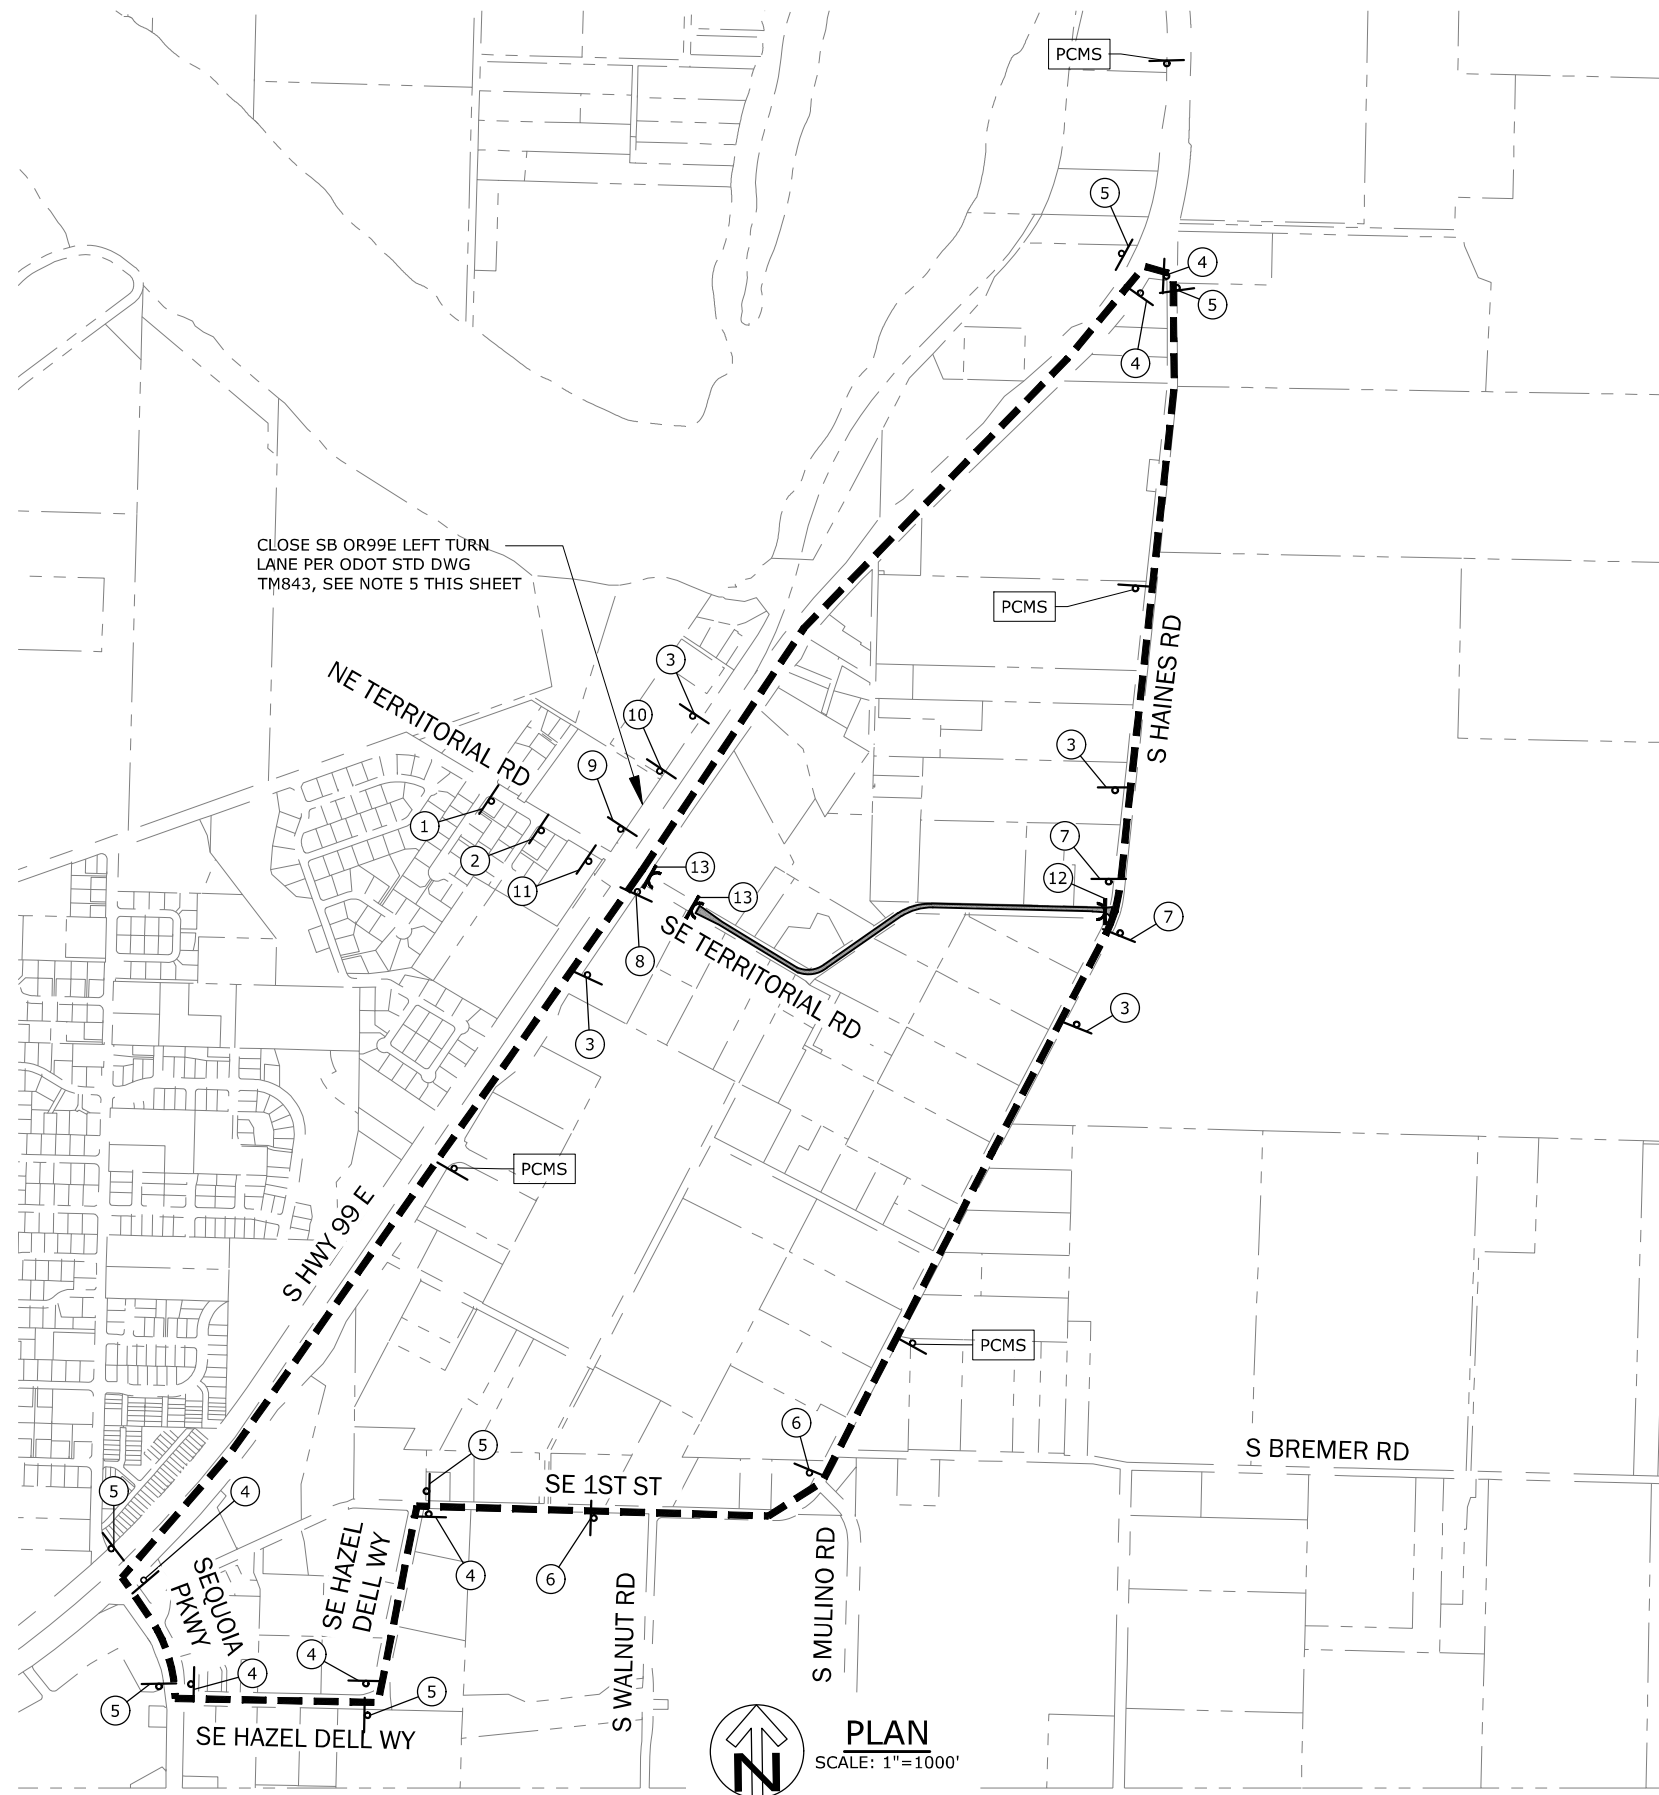 PCMS
5
4
5
4
CLOSE SB OR99E LEFT TURN
LANE PER ODOT STD DWG
TM843, SEE NOTE 5 THIS SHEET
PCMS
S HAINES RD
3
NE TERRITORIAL RD
10
3
9
1
2
11
13
7
12
13
7
8
SE TERRITORIAL RD
3
3
PCMS
S HWY 99 E
PCMS
6
5
S BREMER RD
SE 1ST ST
5
4
SE HAZEL
DELL WY
4
6
S MULINO RD
SEQUOIA
PKWY
S WALNUT RD
4
4
5
5
SE HAZEL DELL WY
N
PLAN
SCALE: 1"=1000'